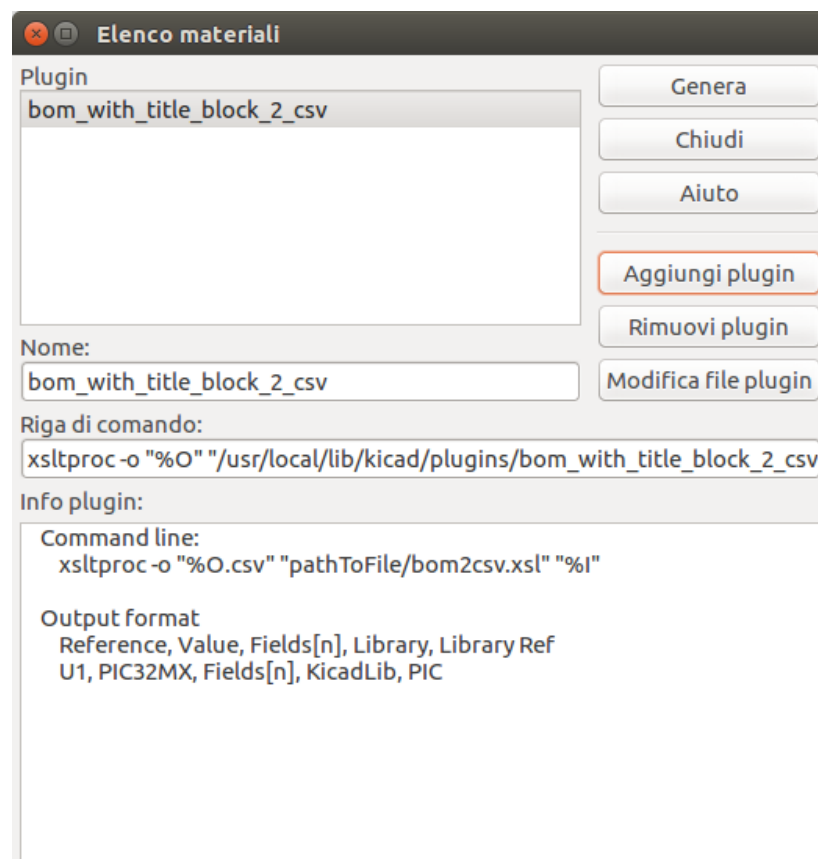 Elenco materiali
Plugin
bom_with_title_block_2_csv
Genera
Chiudi
Aiuto
Aggiungi plugin
Rimuovi plugin
Modifica file plugin
Nome:
bom_with_title_block_2_csv
Riga di comando:
xsltproc -o "%O" "/usr/local/lib/kicad/plugins/bom_with_title_block_2_csv
Info plugin:
Command line:
xsltproc -o "%O.csv" "pathToFile/bom2csv.xsl" "%I"
Output format
Reference, Value, Fields[n], Library, Library Ref
U1, PIC32MX, Fields[n], KicadLib, PIC